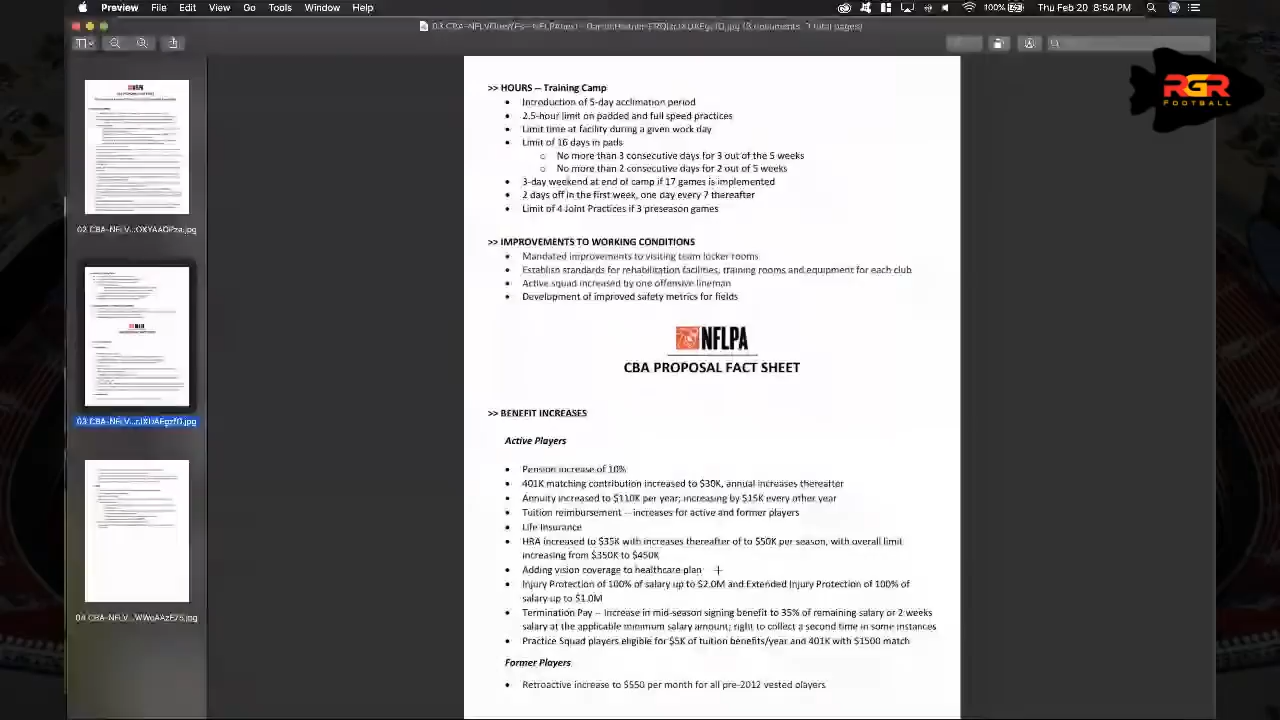 Preview File Edit View Go Tools Window Help
100% Thu Feb 20 8:54 PM
RGR
FOOTBALL
>> HOURS – Training Camp
• Introduction of 5-day acclimation period
• 2.5 hour limit on padded and full speed practices
• Limit time at facility during a given work day
• Limit of 16 days in pads
○ No more than 3 consecutive days for 3 out of the 5 weeks
○ No more than 2 consecutive days for 2 out of 5 weeks
• 3-day weekend at end of camp if 17 games is implemented
• 2 days off in the first week, one day every 7 thereafter
• Limit of 4 Joint Practices if 3 preseason games
>> IMPROVEMENTS TO WORKING CONDITIONS
• Mandated improvements to visiting team locker rooms
• Establish standards for rehabilitation facilities, training rooms and equipment for each club
• Active squad increased by one offensive lineman
• Development of improved safety metrics for fields
NFLPA
CBA PROPOSAL FACT SHEET
>> BENEFIT INCREASES
Active Players
• Pension increase of 10%
• 401K matching contribution increased to $30K, annual increases thereafter
• Annuity increased to $110K per year; increasing by $15K every other year
• Tuition reimbursement – increases for active and former players
• Life Insurance
• HRA increased to $35K with increases thereafter of to $50K per season, with overall limit
increasing from $350K to $450K
• Adding vision coverage to healthcare plan
• Injury Protection of 100% of salary up to $2.0M and Extended Injury Protection of 100% of
salary up to $1.0M
• Termination Pay – Increase in mid-season signing benefit to 35% of remaining salary or 2 weeks
salary at the applicable minimum salary amount; right to collect a second time in some instances
• Practice Squad players eligible for $5K of tuition benefits/year and 401K with $1500 match
Former Players
• Retroactive increase to $550 per month for all pre-2012 vested players